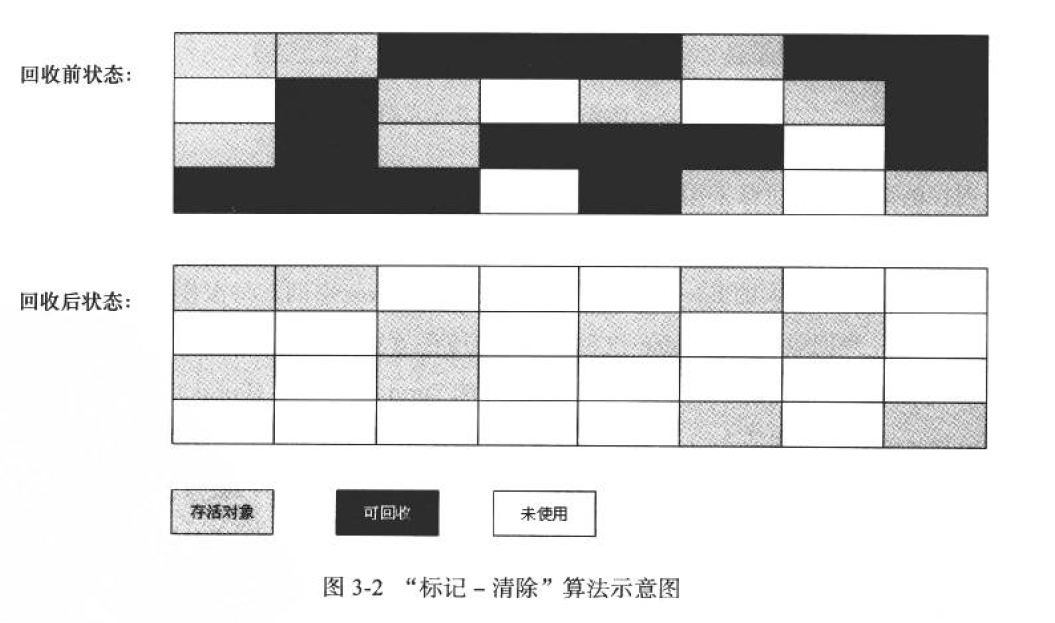 回收前状态：
回收后状态：
存活对象
可回收
未使用
图 3-2 “标记 – 清除”算法示意图